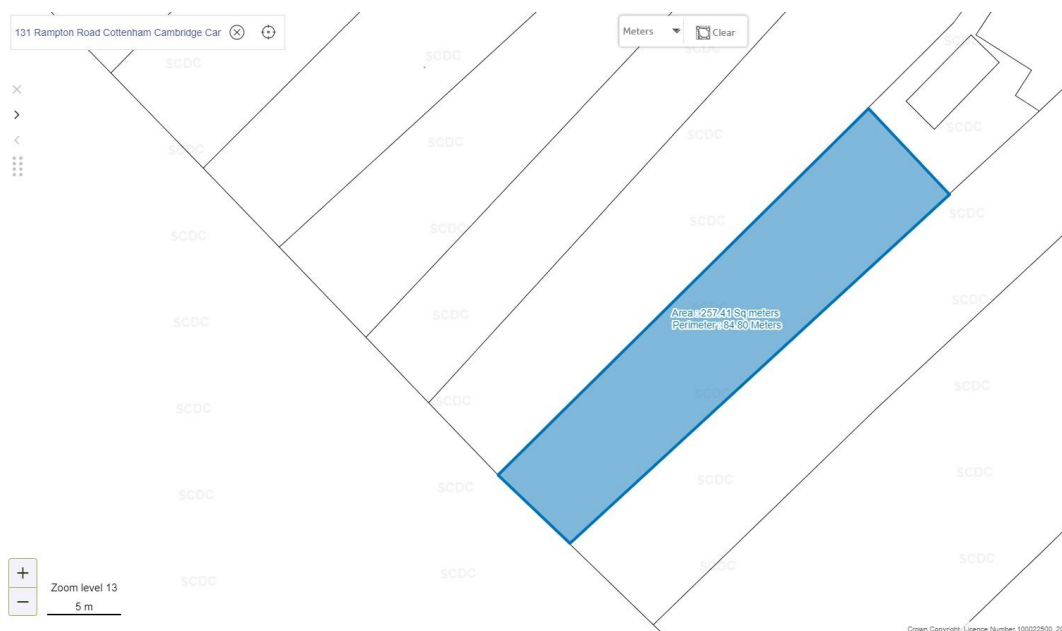 131 Rampton Road Cottenham Cambridge Car
Meters
Clear
SCDC
SCDC
SCDC
SCDC
SCDC
SCDC
SCDC
SCDC
SCDC
SCDC
SCDC
SCDC
SCDC
Area : 257.41 Sq meters
Perimeter : 84.80 Meters
SCDC
SCDC
SCDC
SCDC
SCDC
SCDC
SCDC
SCDC
SCDC
SCDC
SCDC
SCDC
Zoom level 13
5 m
Crown Copyright. Licence Number 100022500, 20